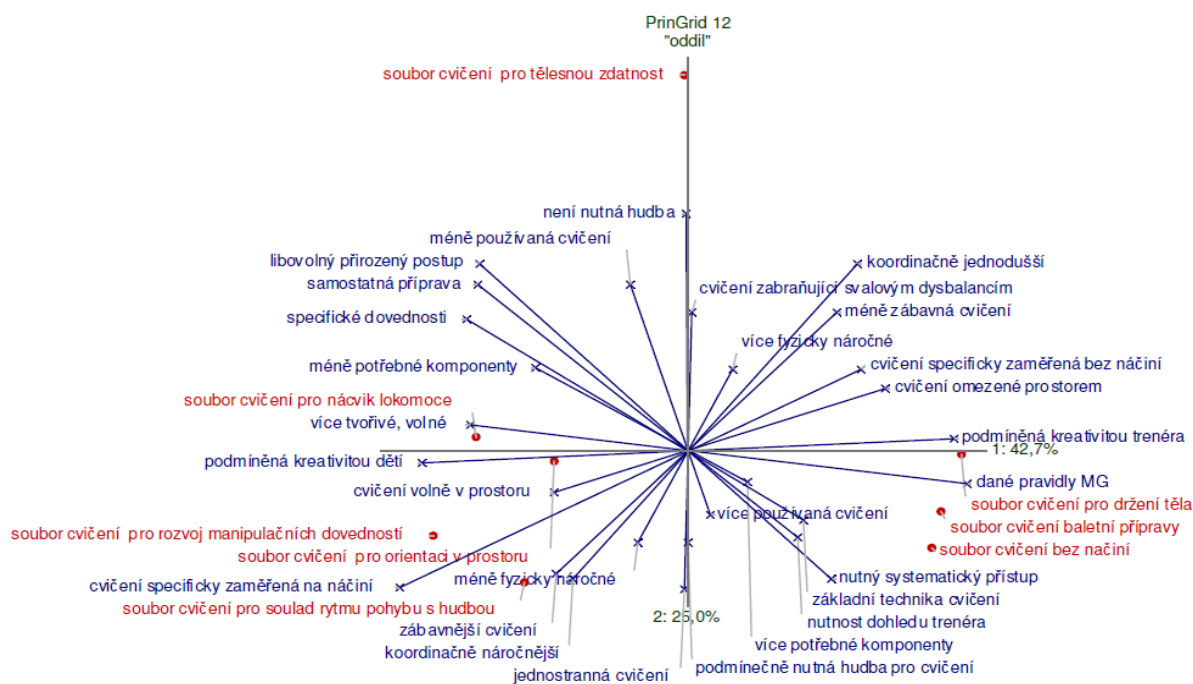 PrinGrid 12
"oddil"
soubor cvičení pro tělesnou zdatnost
není nutná hudba
méně používaná cvičení
libovolný přirozený postup
koordinačně jednodušší
samostatná příprava
cvičení zabraňující svalovým dysbalancím
specifické dovednosti
méně zábavná cvičení
více fyzicky náročné
méně potřebné komponenty
cvičení specificky zaměřená bez náčiní
cvičení omezené prostorem
soubor cvičení pro nácvik lokomoce
více tvořivé, volné
podmíněná kreativitou trenéra
1: 42,7%
podmíněná kreativitou dětí
dané pravidly MG
cvičení volně v prostoru
soubor cvičení pro držení těla
více používaná cvičení
soubor cvičení baletní přípravy
soubor cvičení pro rozvoj manipulačních dovedností
soubor cvičení bez načiní
soubor cvičení pro orientaci v prostoru
cvičení specificky zaměřená na náčiní
méně fyzicky náročné
nutný systematický přístup
soubor cvičení pro soulad rytmu pohybu s hudbou
základní technika cvičení
2: 25,0%
zábavnější cvičení
nutnost dohledu trenéra
koordinačně náročnější
více potřebné komponenty
jednostranná cvičení
podmínečně nutná hudba pro cvičení